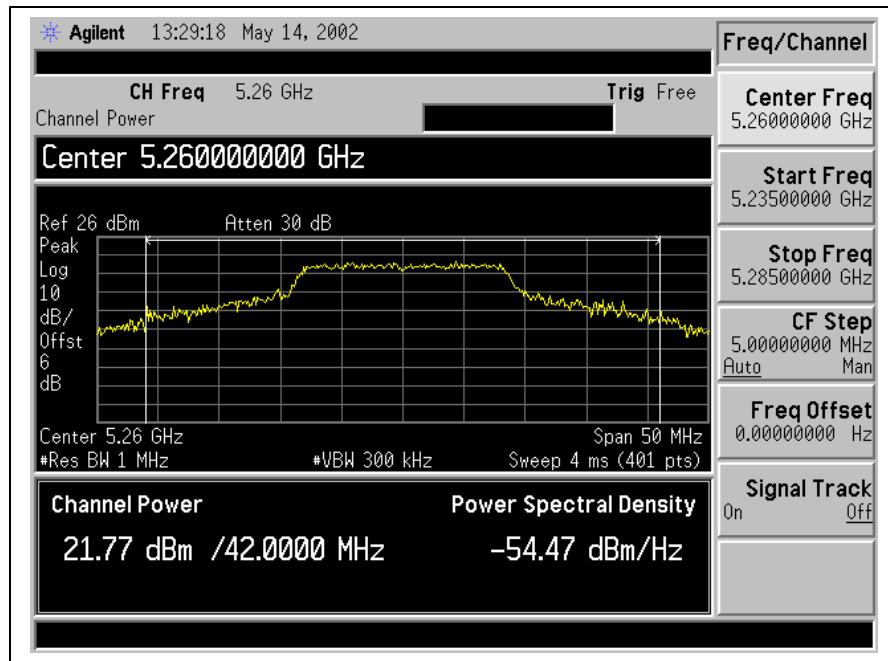 Agilent 13:29:18 May 14, 2002
Freq/Channel
CH Freq 5.26 GHz Trig Free
Channel Power
Center 5.260000000 GHz
Ref 26 dBm Atten 30 dB
Peak
Log
10
dB/
Offst
6
dB
Center 5.26 GHz Span 50 MHz
#Res BW 1 MHz #VBW 300 kHz Sweep 4 ms (401 pts)
Channel Power Power Spectral Density
21.77 dBm /42.0000 MHz -54.47 dBm/Hz
Center Freq
5.26000000 GHz
Start Freq
5.23500000 GHz
Stop Freq
5.28500000 GHz
CF Step
5.00000000 MHz
Auto Man
Freq Offset
0.00000000 Hz
Signal Track
On Off